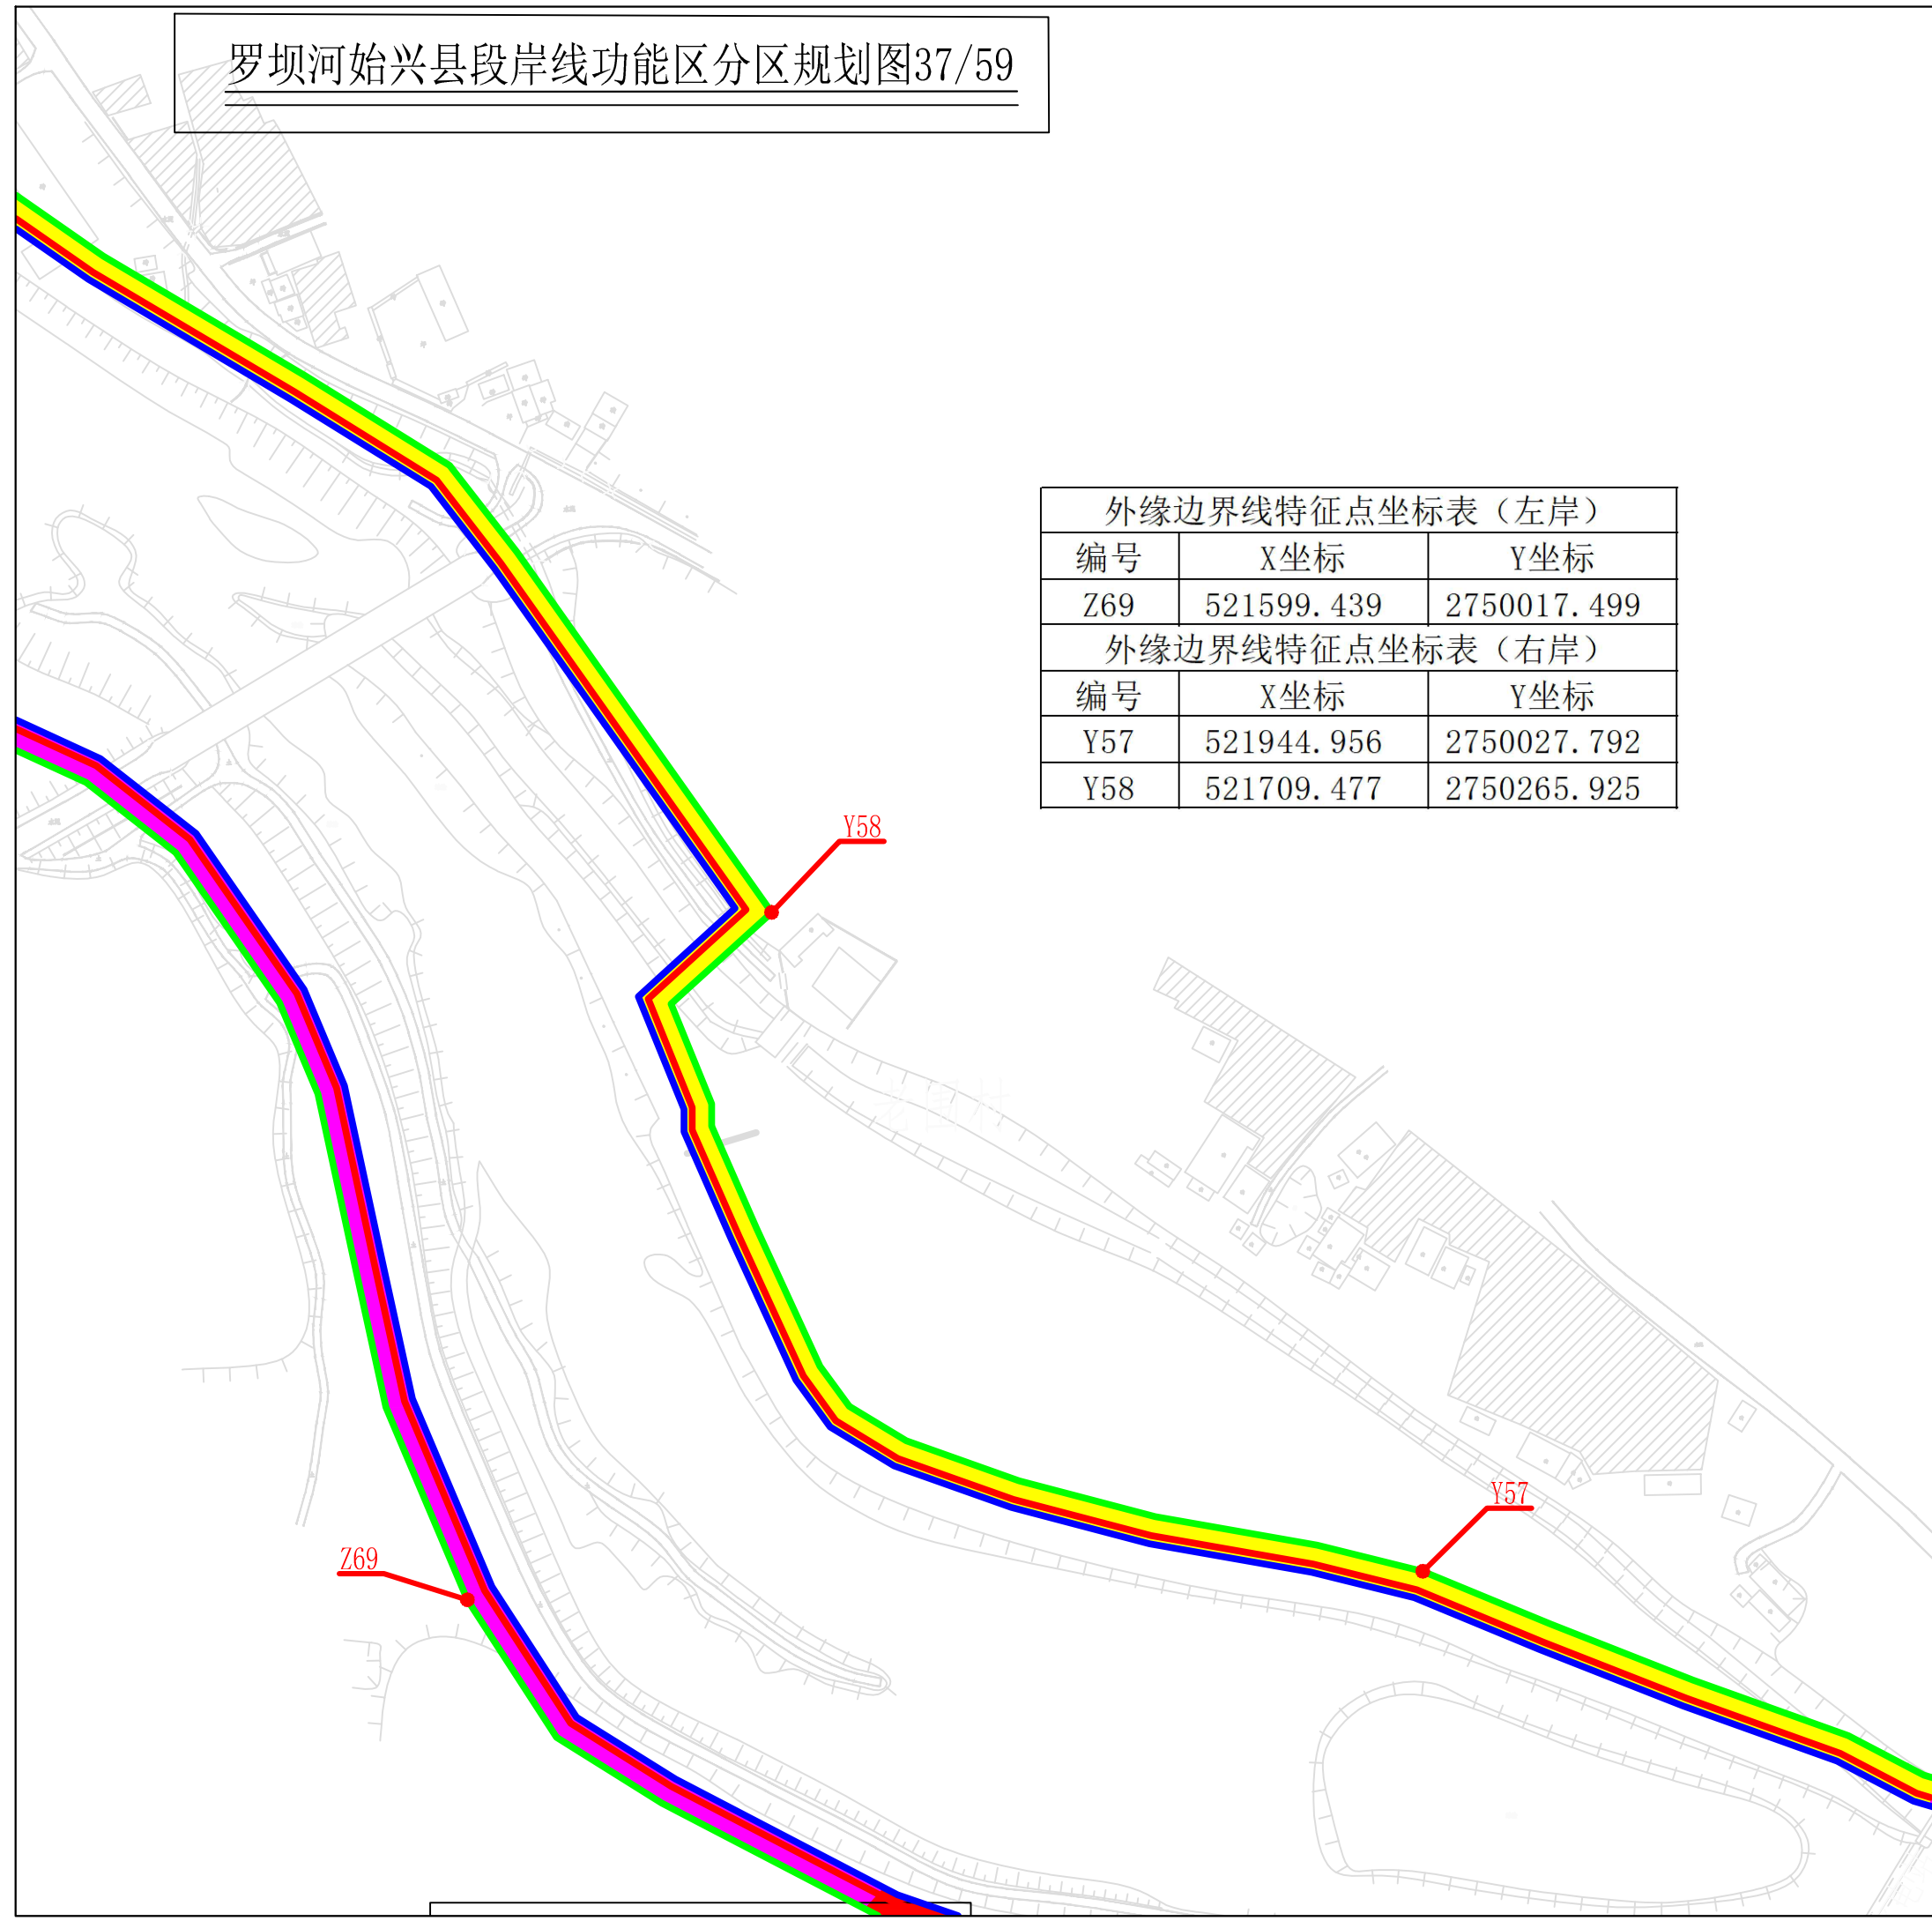 罗坝河始兴县段岸线功能区分区规划图37/59
外缘边界线特征点坐标表（左岸）
编号 X坐标 Y坐标
Z69 521599.439 2750017.499
外缘边界线特征点坐标表（右岸）
编号 X坐标 Y坐标
Y57 521944.956 2750027.792
Y58 521709.477 2750265.925
Y58
老围村
Y57
Z69